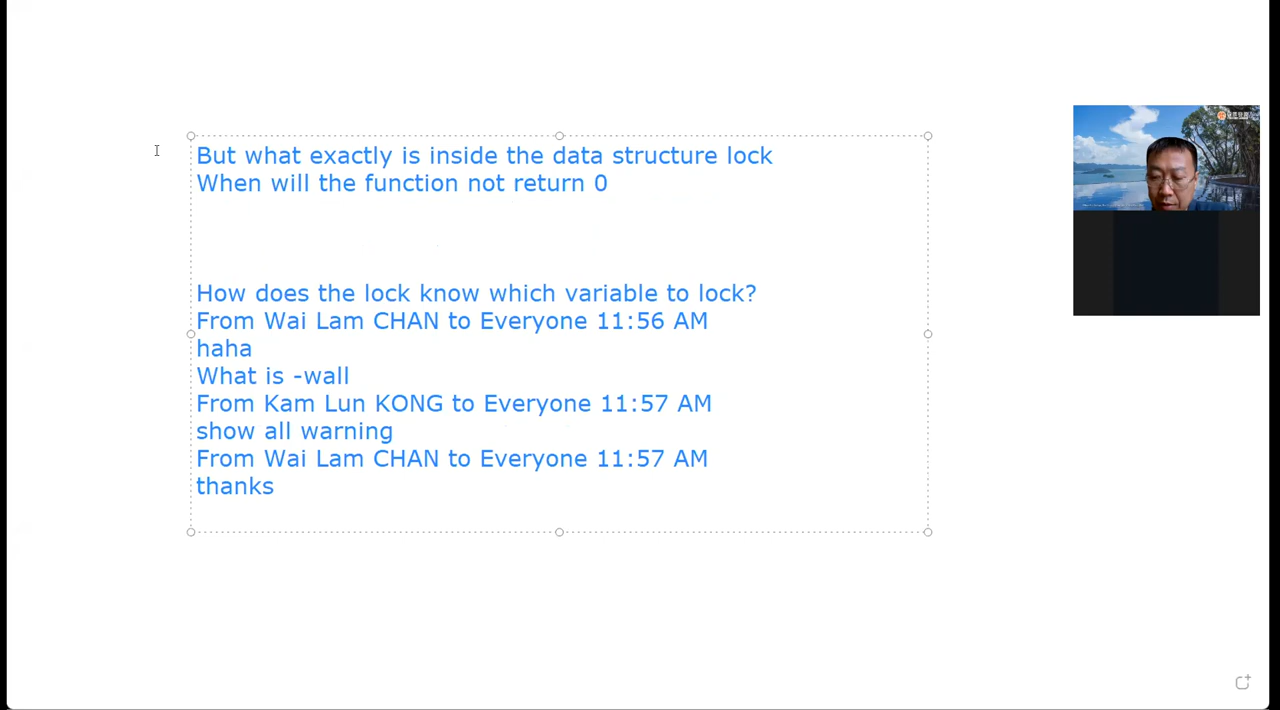 But what exactly is inside the data structure lock
When will the function not return 0
How does the lock know which variable to lock?
From Wai Lam CHAN to Everyone 11:56 AM
haha
What is -wall
From Kam Lun KONG to Everyone 11:57 AM
show all warning
From Wai Lam CHAN to Everyone 11:57 AM
thanks